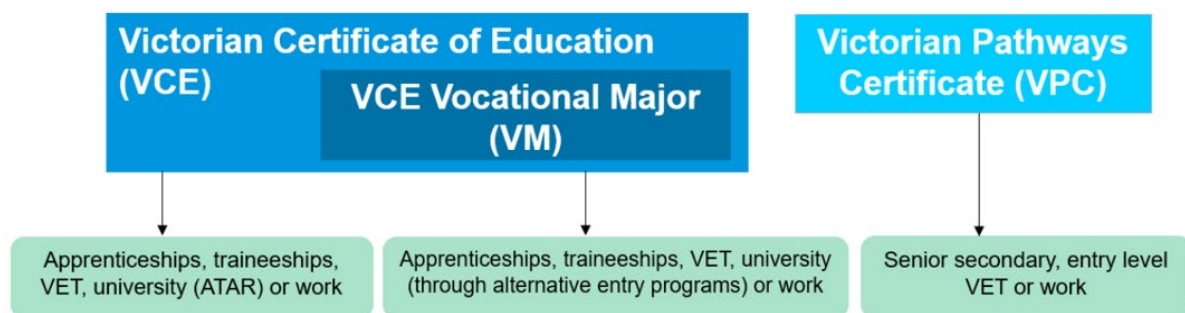 Victorian Certificate of Education
(VCE)
VCE Vocational Major
(VM)
Victorian Pathways
Certificate (VPC)
Apprenticeships, traineeships,
VET, university (ATAR) or work
Apprenticeships, traineeships, VET, university
(through alternative entry programs) or work
Senior secondary, entry level
VET or work